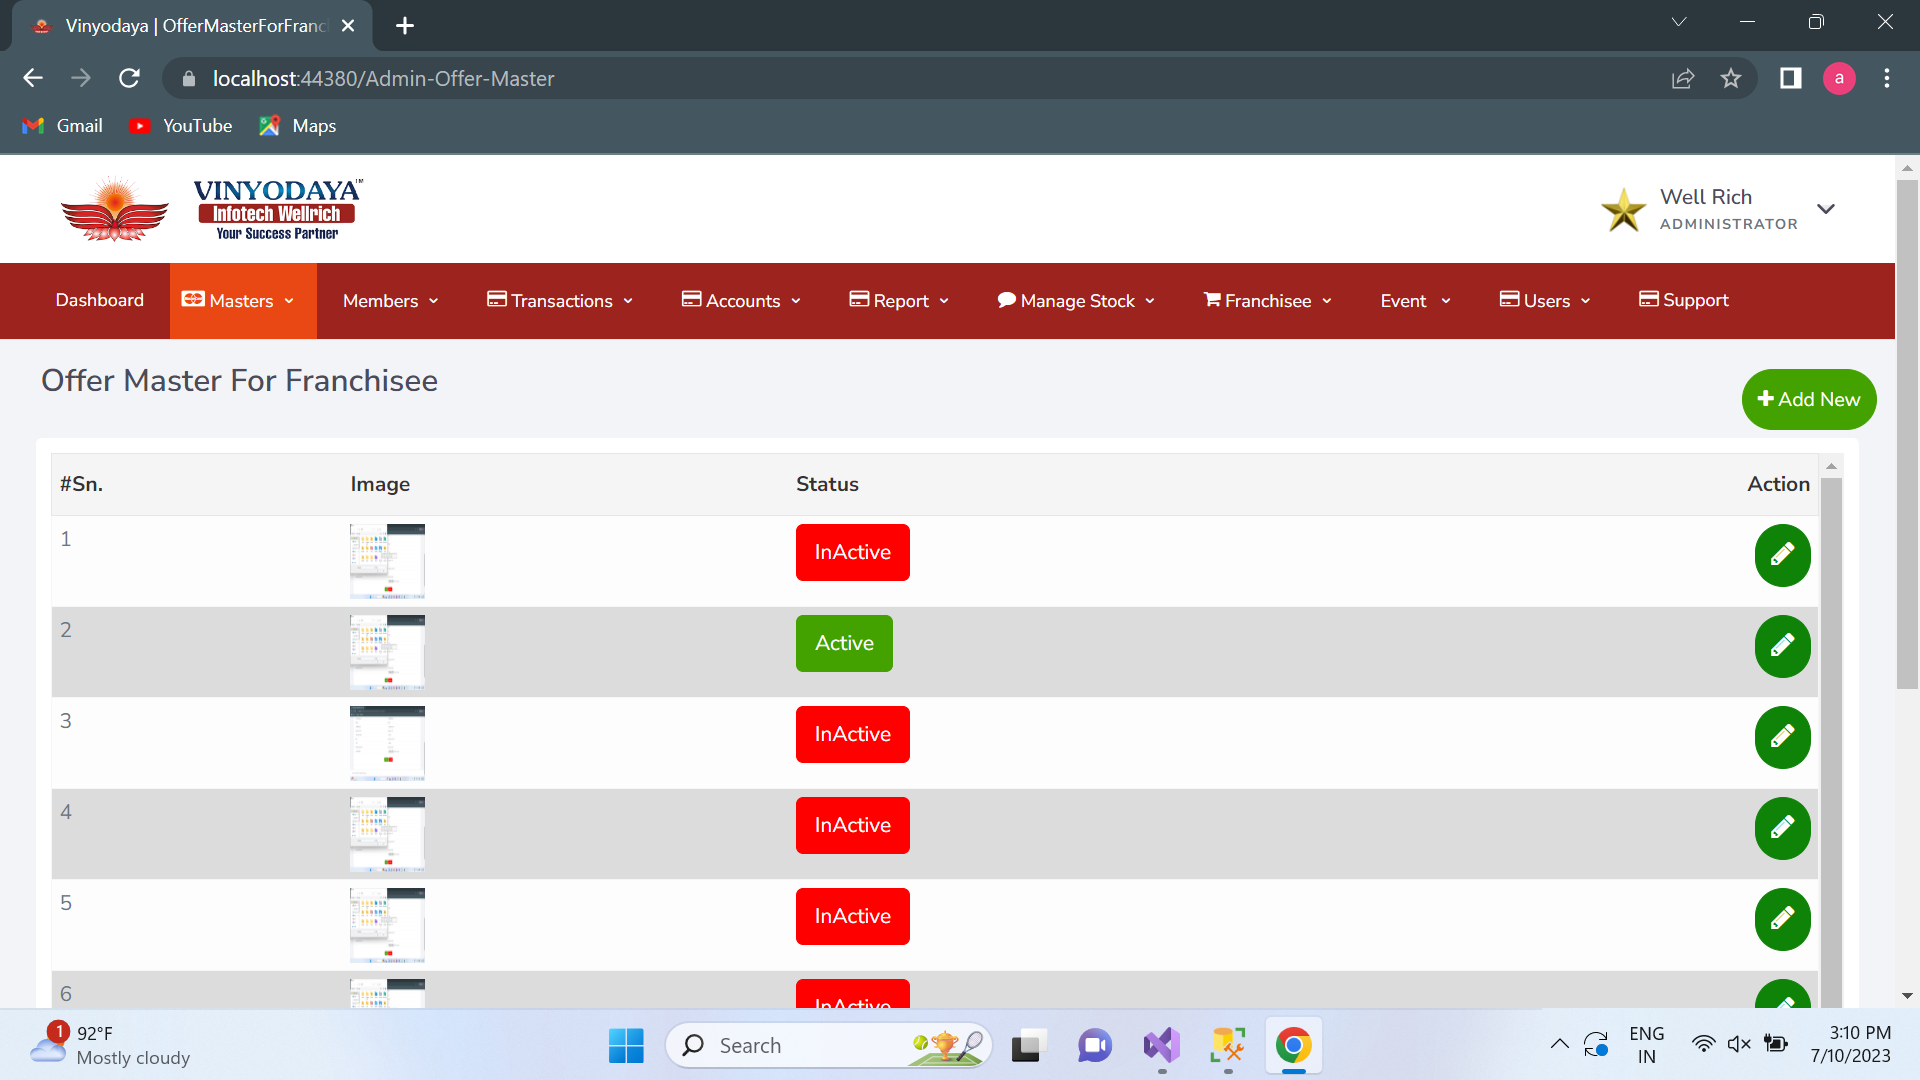 Vinyodaya | OfferMasterForFranc
localhost:44380/Admin-Offer-Master
a
Gmail
YouTube
Maps
VINYODAYA™
Infotech Wellrich
Your Success Partner
Well Rich
ADMINISTRATOR
Dashboard
Masters
Members
Transactions
Accounts
Report
Manage Stock
Franchisee
Event
Users
Support
Offer Master For Franchisee
Add New
#Sn. Image Status Action
1 InActive
2 Active
3 InActive
4 InActive
5 InActive
6 InActive
1
92°F
Mostly cloudy
Search
ENG
IN
3:10 PM
7/10/2023